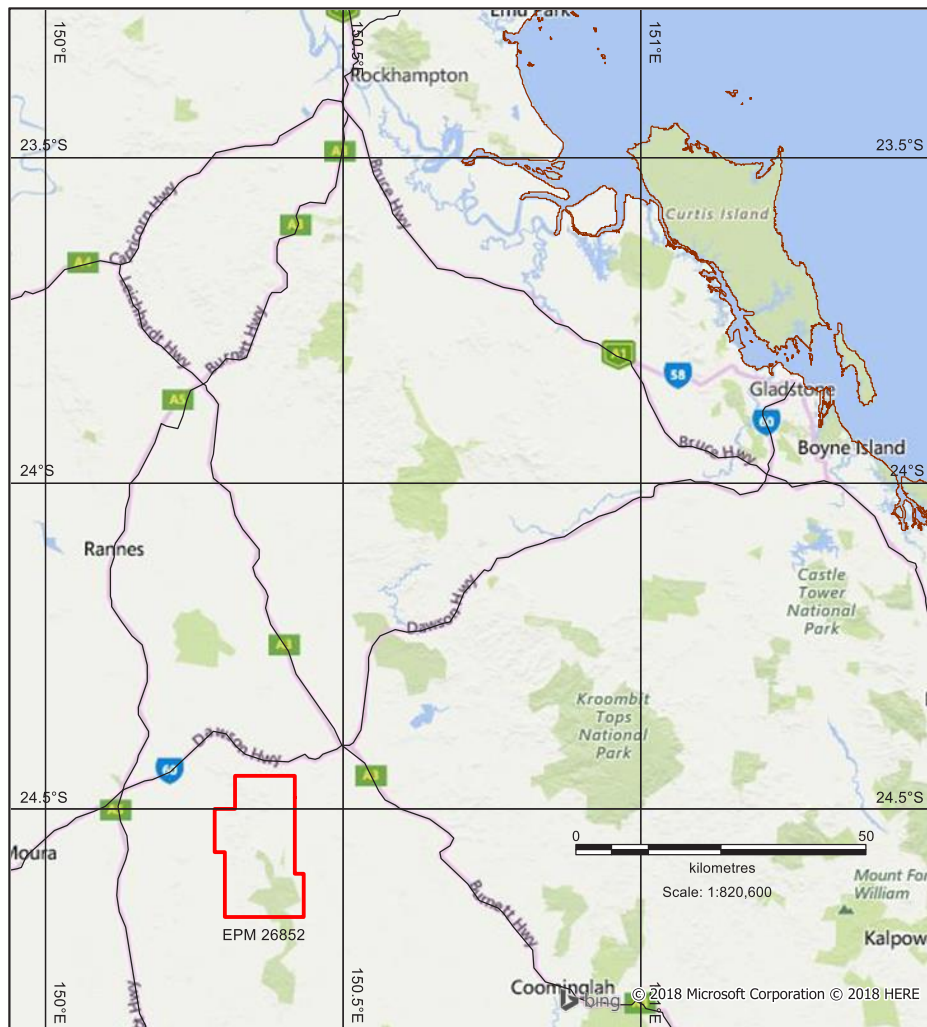 Emu Park
150°E
150.5°E
151°E
Rockhampton
23.5°S
23.5°S
Bruce Hwy
Capricorn Hwy
Curtis Island
A4
Leichhardt Hwy
Burnett Hwy
A1
58
Gladstone
A5
60
Boyne Island
Bruce Hwy
24°S
24°S
Rannes
Castle
Tower
National
Park
Dawson Hwy
A3
Kroombit
Tops
National
Park
Dawson Hwy
60
A3
24.5°S
24.5°S
0
50
Moura
kilometres
Scale: 1:820,600
Mount For
William
Burnett Hwy
EPM 26852
Kalpow
Coominglah
bing
© 2018 Microsoft Corporation © 2018 HERE
150°E
150.5°E
151°E
Hwy